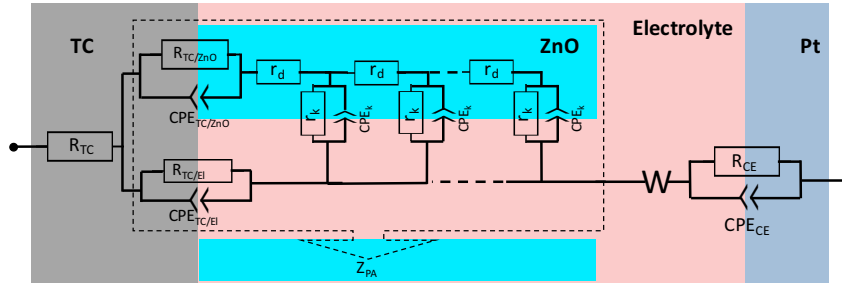 TC
ZnO
Electrolyte
Pt
R_TC/ZnO
CPE_TC/ZnO
r_d
r_d
r_d
r_k
CPE_k
r_k
CPE_k
r_k
CPE_k
R_TC
R_TC/El
CPE_TC/El
W
R_CE
CPE_CE
Z_PA